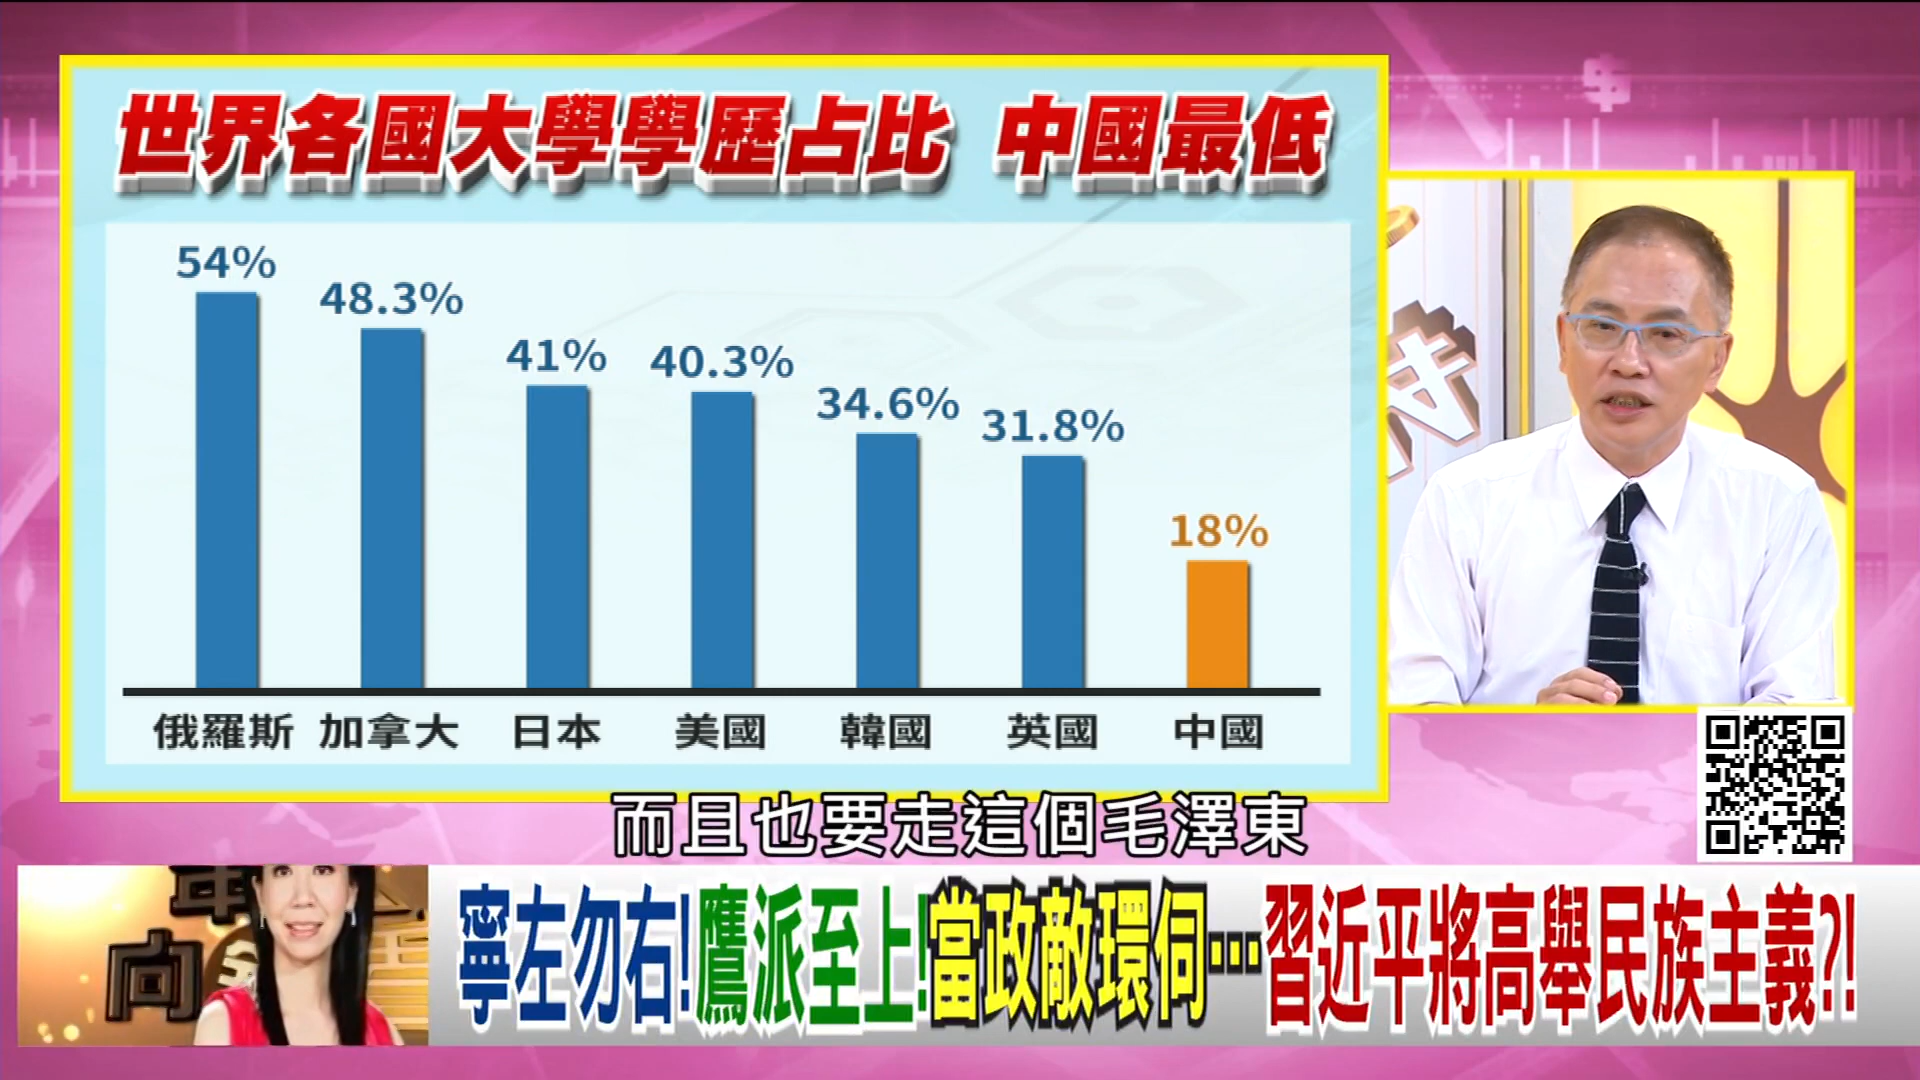 世界各國大學學歷占比 中國最低
54%
48.3%
41%
40.3%
34.6%
31.8%
18%
俄羅斯
加拿大
日本
美國
韓國
英國
中國
而且也要走這個毛澤東
向
寧左勿右!鷹派至上!當政敵環伺…習近平將高舉民族主義?!